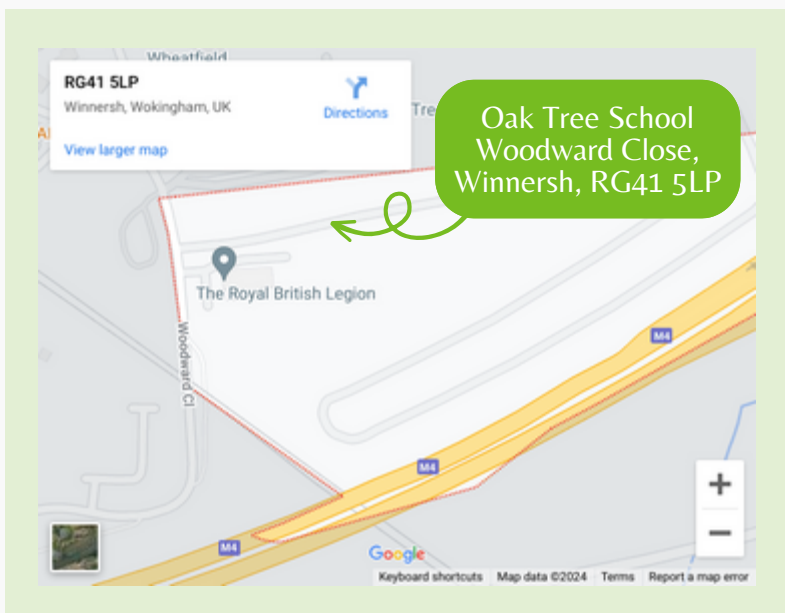 Wheatfield
RG41 5LP
Winnersh, Wokingham, UK
Directions
View larger map
Tre
Oak Tree School
Woodward Close,
Winnersh, RG41 5LP
The Royal British Legion
Woodward Cl
M4
M4
M4
Google
Keyboard shortcuts Map data ©2024 Terms Report a map error